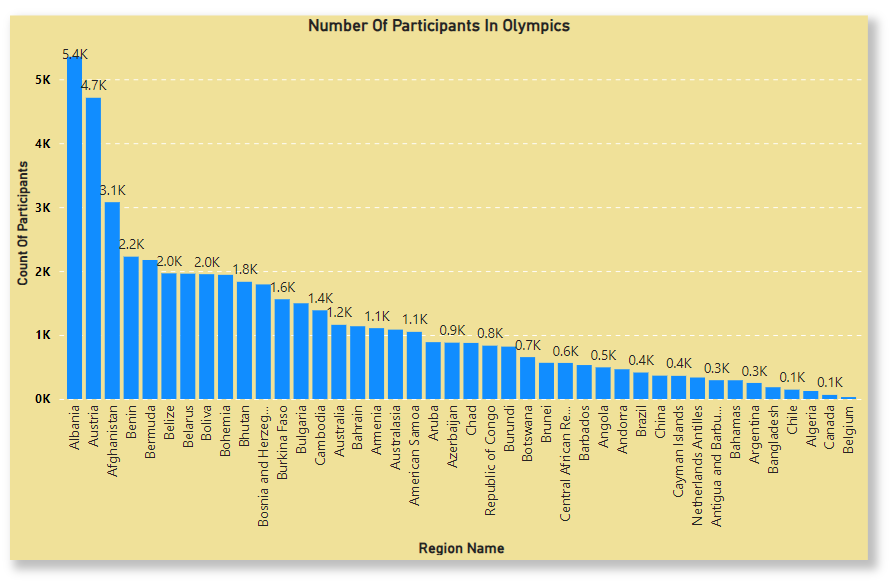 Number Of Participants In Olympics
Count Of Participants
5K
4K
3K
2K
1K
0K
5.4K
4.7K
3.1K
2.2K
2.0K
2.0K
1.8K
1.6K
1.4K
1.2K
1.1K
1.1K
0.9K
0.8K
0.7K
0.6K
0.5K
0.4K
0.4K
0.3K
0.3K
0.1K
0.1K
Albania
Austria
Afghanistan
Benin
Bermuda
Belize
Belarus
Boliva
Bohemia
Bhutan
Bosnia and Herzeg...
Burkina Faso
Bulgaria
Cambodia
Australia
Bahrain
Armenia
Australasia
American Samoa
Aruba
Azerbaijan
Chad
Republic of Congo
Burundi
Botswana
Brunei
Central African Re...
Barbados
Angola
Andorra
Brazil
China
Cayman Islands
Netherlands Antilles
Antigua and Barbu...
Bahamas
Argentina
Bangladesh
Chile
Algeria
Canada
Belgium
Region Name